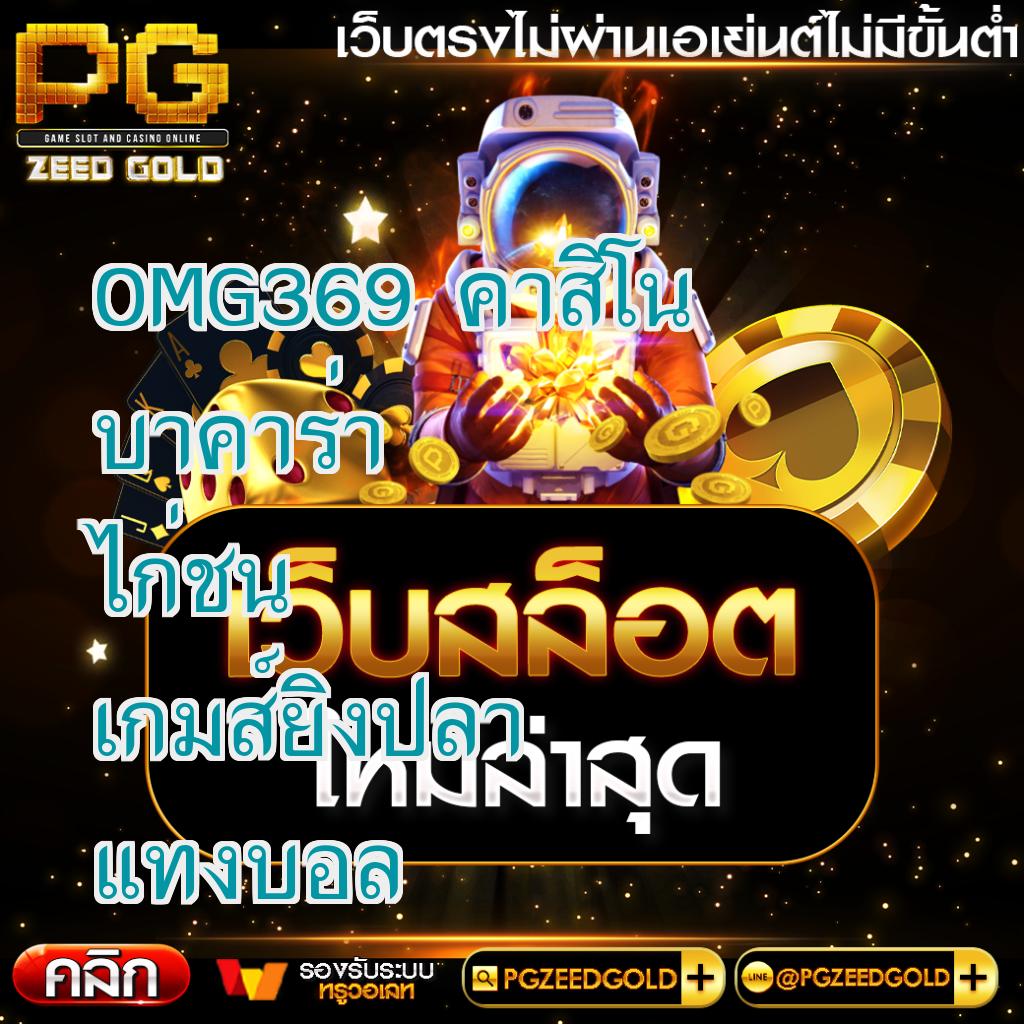 เว็บตรงไม่ผ่านเอเย่นต์ไม่มีขั้นต่ำ
PG
GAME SLOT AND CASINO ONLINE
ZEED GOLD
OMG369 คาสิโน
บาคาร่า
ไก่ชน
เว็บสล็อต
เกมส์ยิงปลา
ใหม่ล่าสุด
แทงบอล
คลิก
รองรับระบบ
ทรูวอเลท
PGZEEDGOLD +
LINE @PGZEEDGOLD +